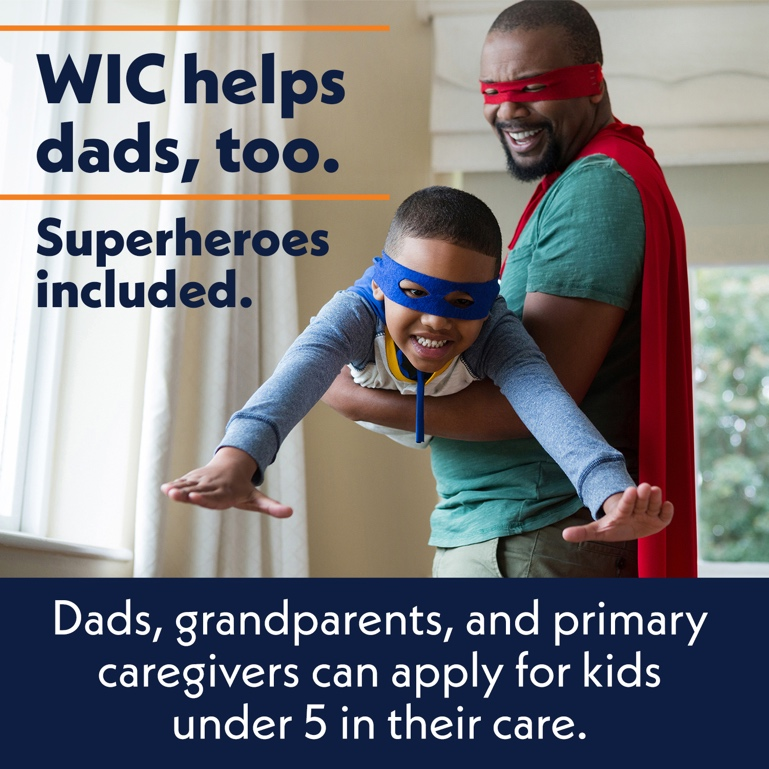 WIC helps
dads, too.
Superheroes
included.
Dads, grandparents, and primary
caregivers can apply for kids
under 5 in their care.